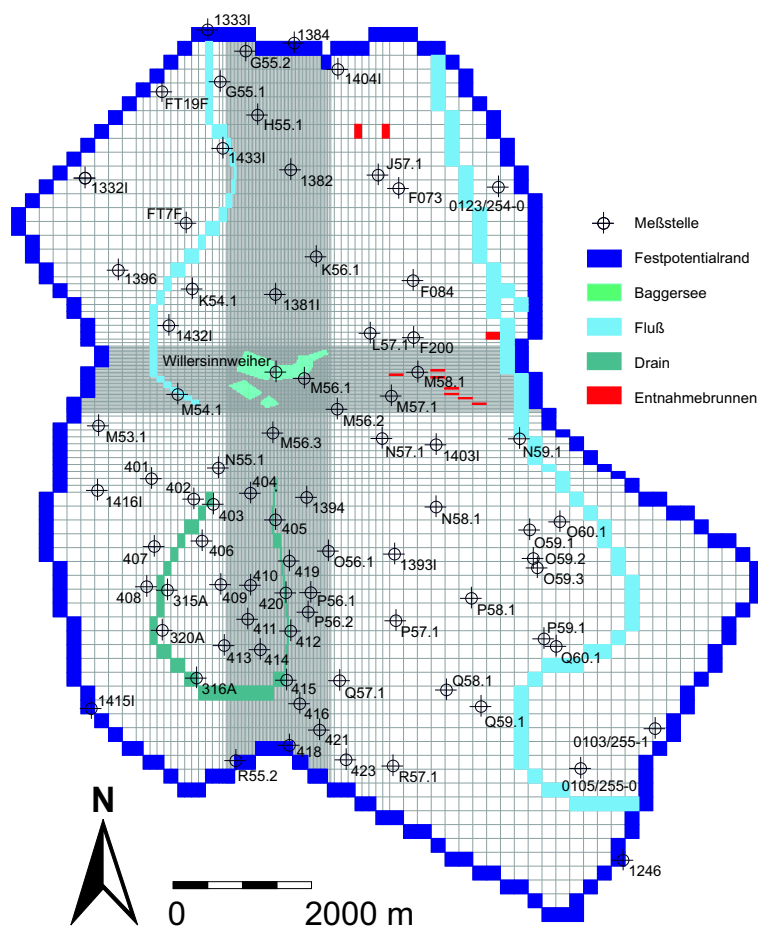 1333I
1384
G55.2
1404I
G55.1
FT19F
H55.1
1433I
J57.1
1382
1332I
F073
0123/254-0
FT7F
Meßstelle
K56.1
Festpotentialrand
1396
F084
K54.1
1381I
Baggersee
1432I
Fluß
L57.1
F200
Willersinnweiher
Drain
M56.1
M58.1
M54.1
M57.1
Entnahmebrunnen
M56.2
M53.1
M56.3
N57.1
1403I
N59.1
N55.1
401
404
402
1416I
1394
403
N58.1
405
O60.1
O59.1
406
407
O56.1
1393I
O59.2
419
O59.3
410
408
315A
409
420
P56.1
P58.1
P56.2
411
P57.1
320A
412
P59.1
413
414
Q60.1
316A
415
Q57.1
Q58.1
1415I
416
Q59.1
421
0103/255-1
418
R55.2
423
R57.1
0105/255-0
N
1246
0
2000 m